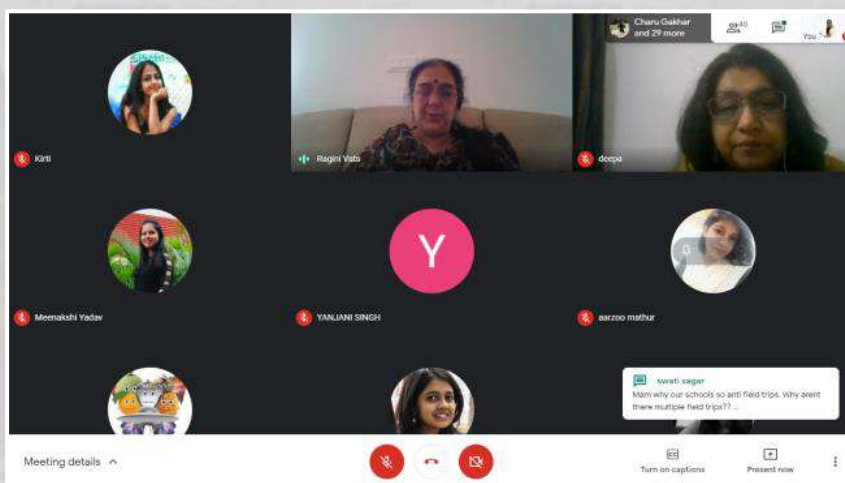 Charu Gakhar
and 29 more
40
You
Kirti
Ragini Vats
deepa
Y
Meenakshi Yadav
YANJANI SINGH
aarzoo mathur
swati sagar
Mam why our schools so anti field trips. Why arent
there multiple field trips?? ...
Meeting details
CC
Turn on captions
Present now